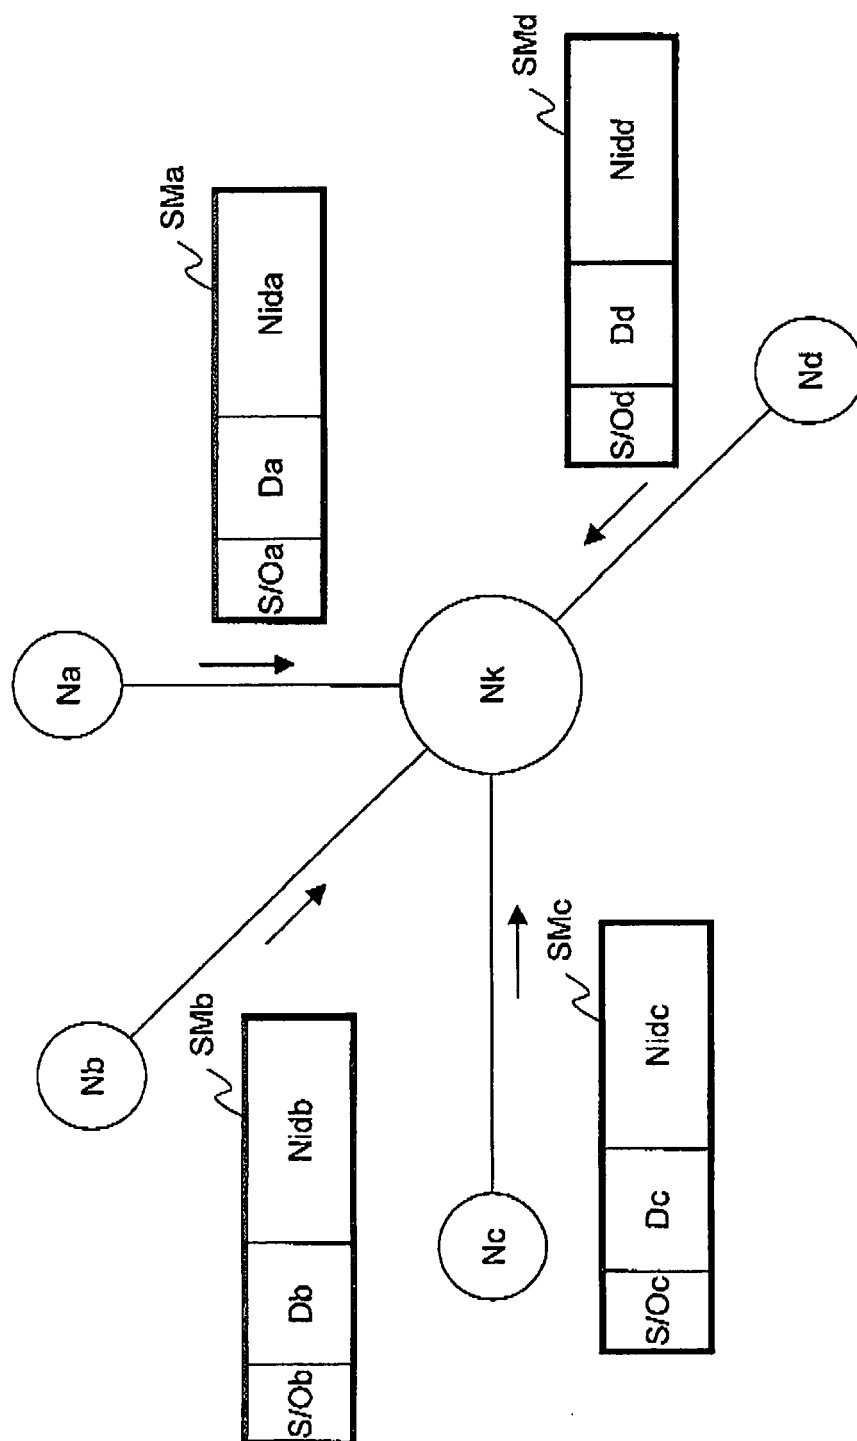 Na
SMa
S/Oa Da Nida
Nb
SMb
S/Ob Db Nidb
Nk
SMd
S/Od Dd Nidd
Nc
SMc
S/Oc Dc Nidc
Nd